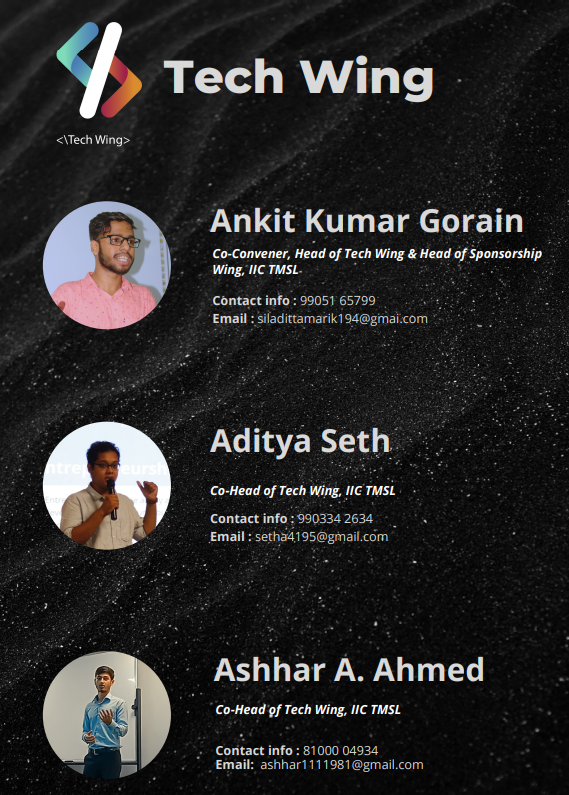 Tech Wing
<\Tech Wing>
Ankit Kumar Gorain
Co-Convener, Head of Tech Wing & Head of Sponsorship
Wing, IIC TMSL
Contact info : 99051 65799
Email : siladittamarik194@gmai.com
Aditya Seth
ntrepreneursh
Co-Head of Tech Wing, IIC TMSL
Contact info : 990334 2634
Email : setha4195@gmail.com
Ashhar A. Ahmed
Co-Head of Tech Wing, IIC TMSL
Contact info : 81000 04934
Email: ashhar1111981@gmail.com